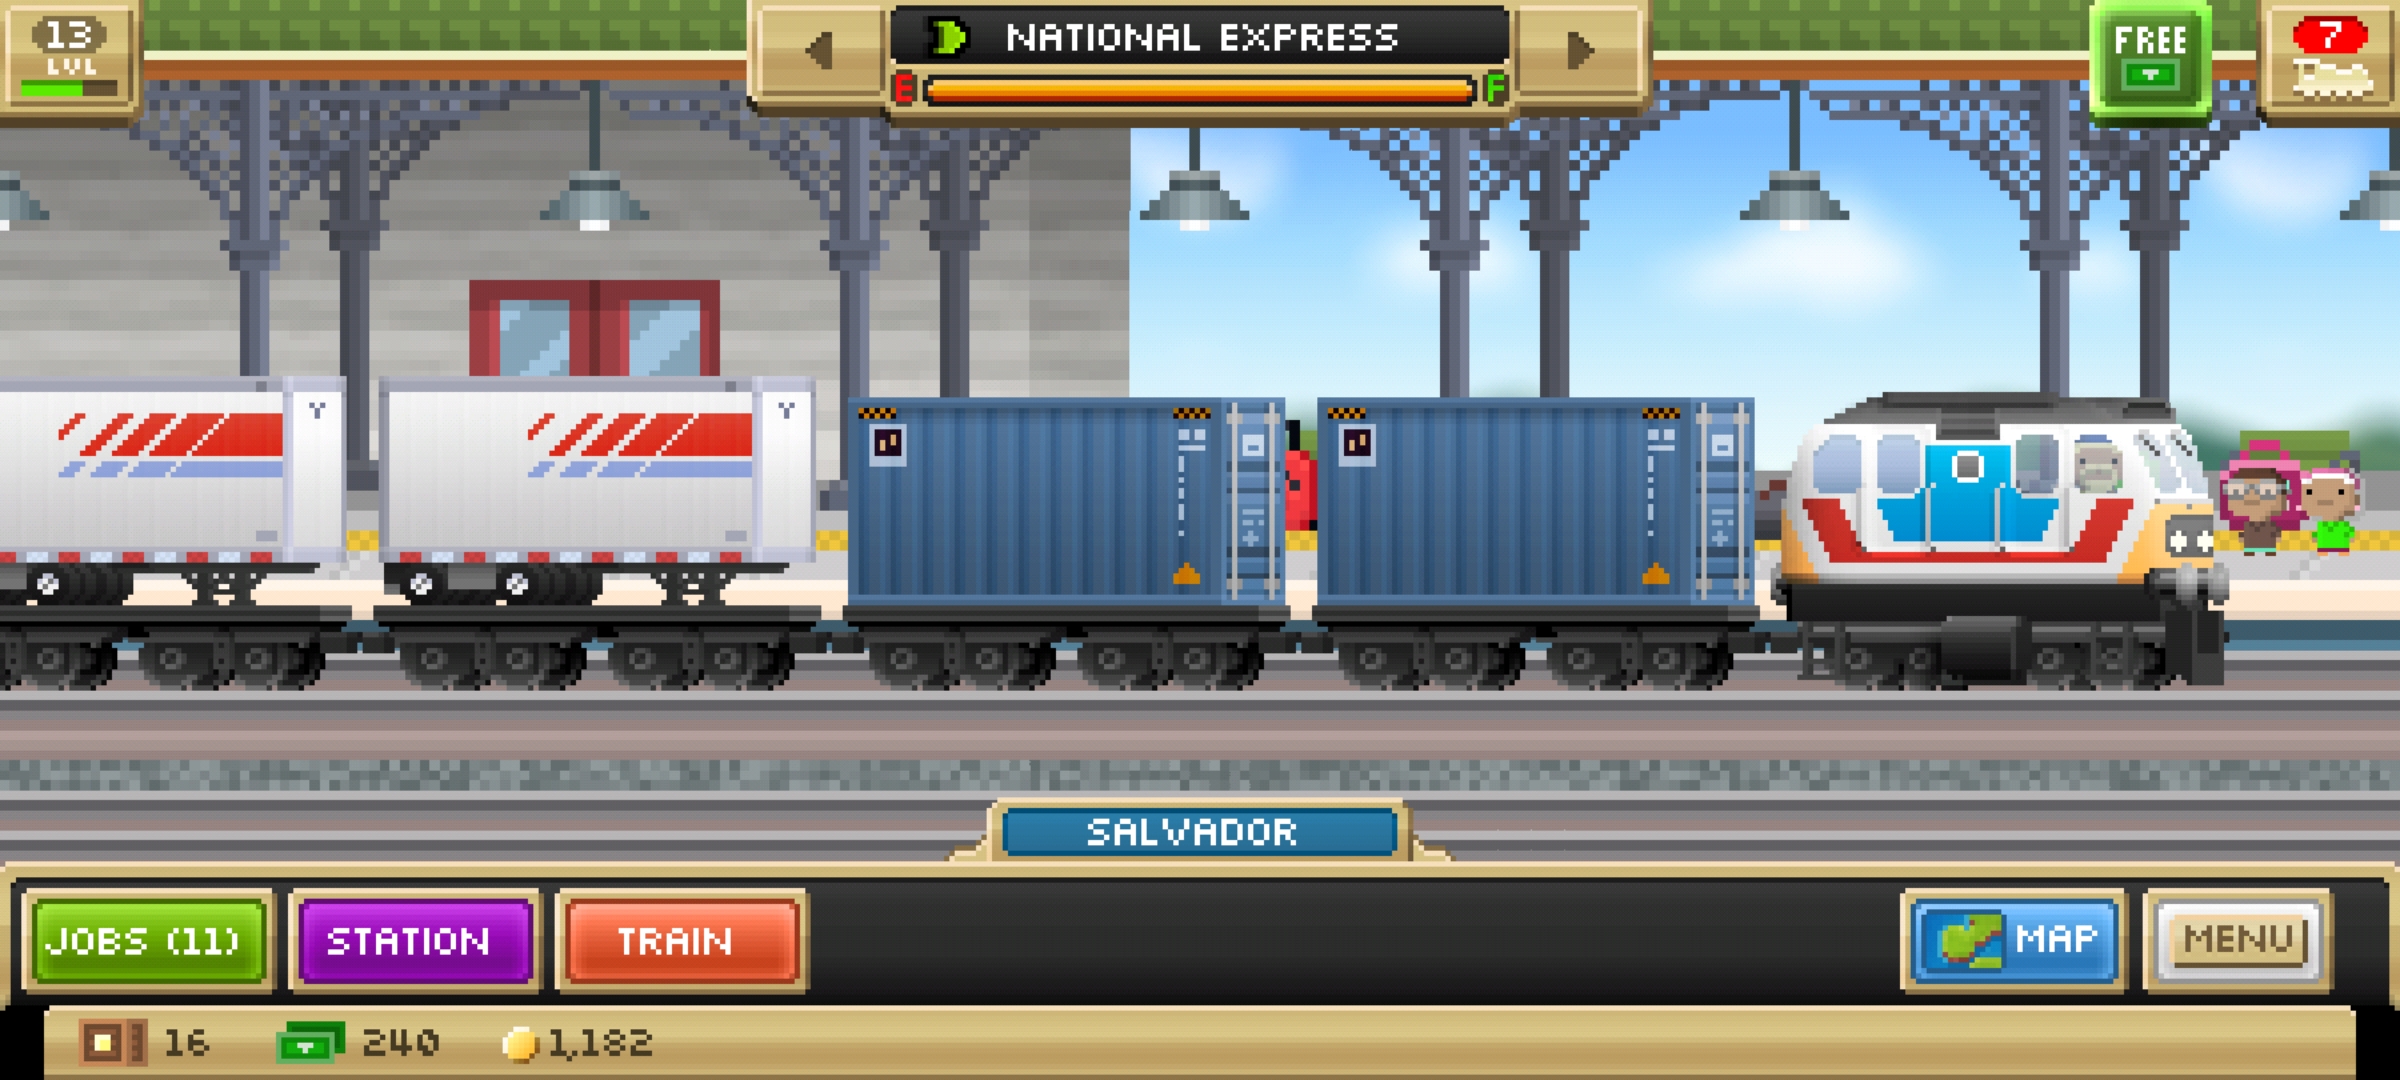 13
LVL
NATIONAL EXPRESS
E F
FREE
7
SALVADOR
JOBS (11)
STATION
TRAIN
MAP
MENU
16
240
1,182